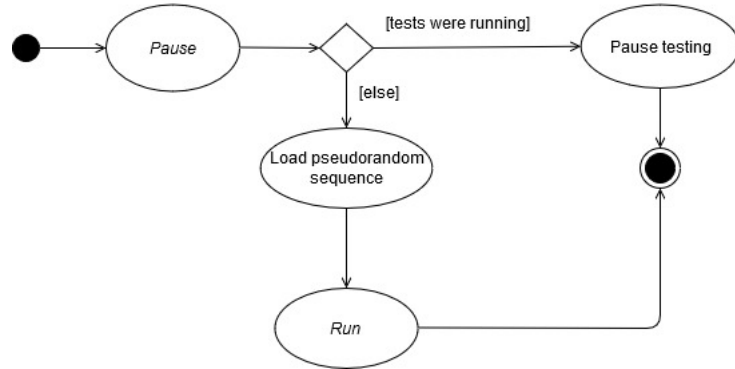 [tests were running]
Pause
Pause testing
[else]
Load pseudorandom
sequence
Run